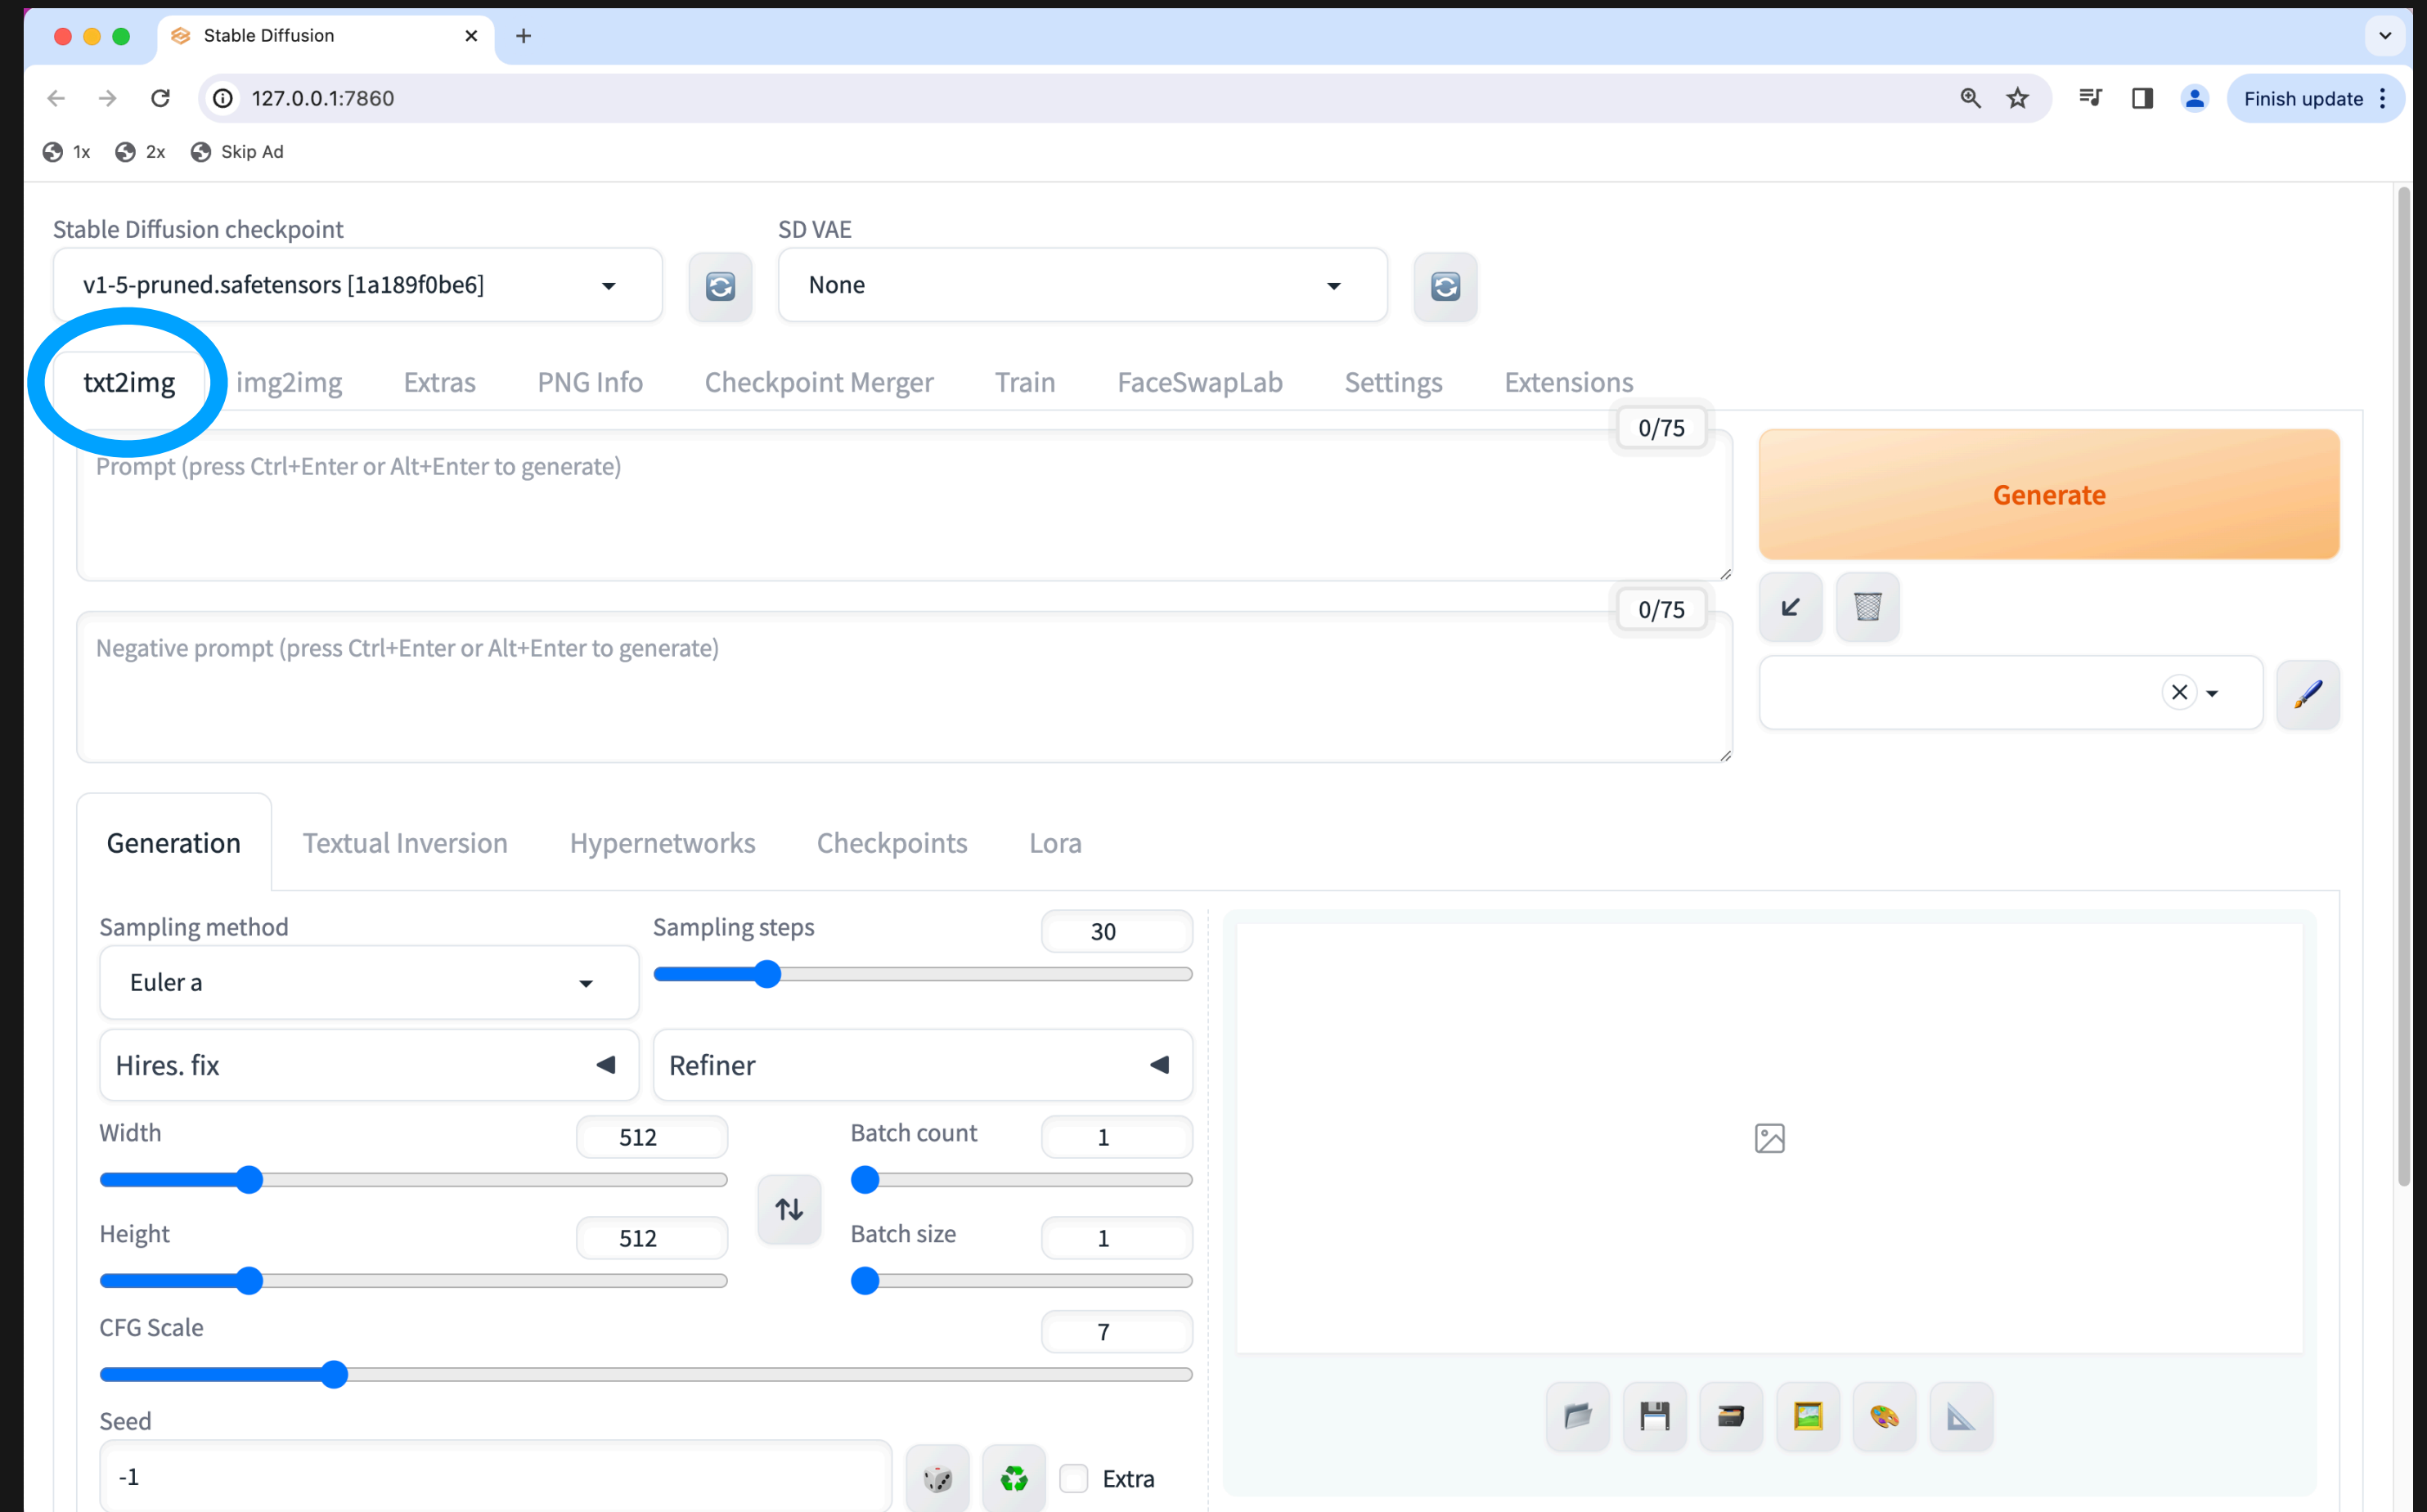 Stable Diffusion
127.0.0.1:7860
Finish update
1x 2x Skip Ad
Stable Diffusion checkpoint SD VAE
v1-5-pruned.safetensors [1a189f0be6] None
txt2img img2img Extras PNG Info Checkpoint Merger Train FaceSwapLab Settings Extensions
0/75
Prompt (press Ctrl+Enter or Alt+Enter to generate)
Generate
0/75
Negative prompt (press Ctrl+Enter or Alt+Enter to generate)
Generation Textual Inversion Hypernetworks Checkpoints Lora
Sampling method Sampling steps 30
Euler a
Hires. fix Refiner
Width 512 Batch count 1
Height 512 Batch size 1
CFG Scale 7
Seed
-1 Extra